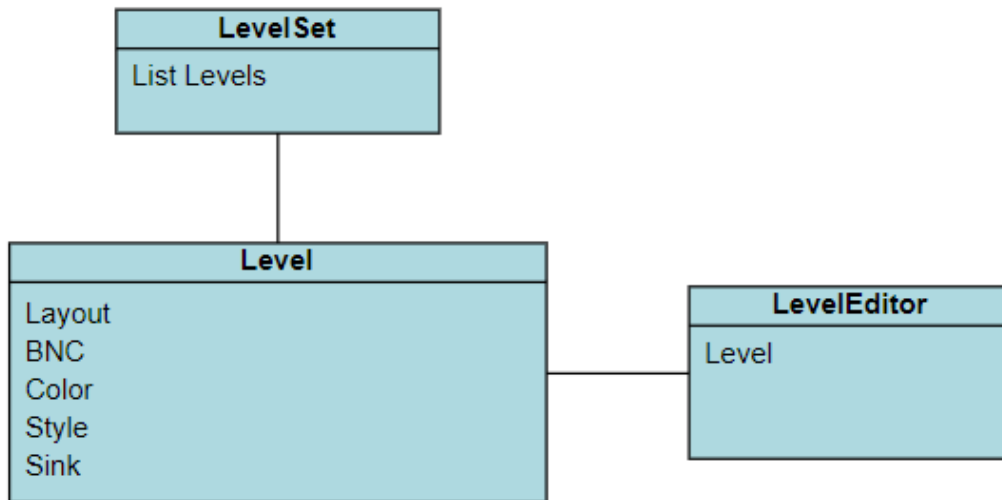 LevelSet
List Levels
Level
Layout
BNC
Color
Style
Sink
LevelEditor
Level